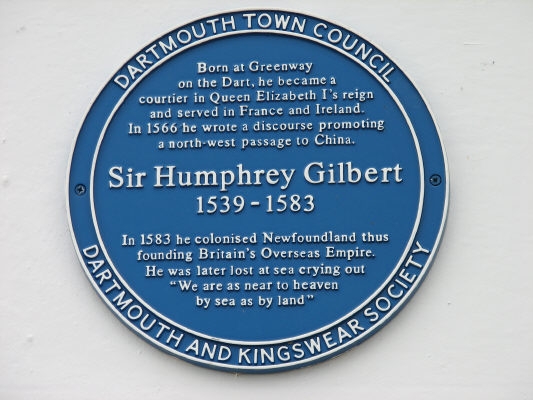 DARTMOUTH TOWN COUNCIL
Born at Greenway
on the Dart, he became a
courtier in Queen Elizabeth I's reign
and served in France and Ireland.
In 1566 he wrote a discourse promoting
a north-west passage to China.
Sir Humphrey Gilbert
1539 - 1583
In 1583 he colonised Newfoundland thus
founding Britain's Overseas Empire.
He was later lost at sea crying out
"We are as near to heaven
by sea as by land"
DARTMOUTH AND KINGSWEAR SOCIETY